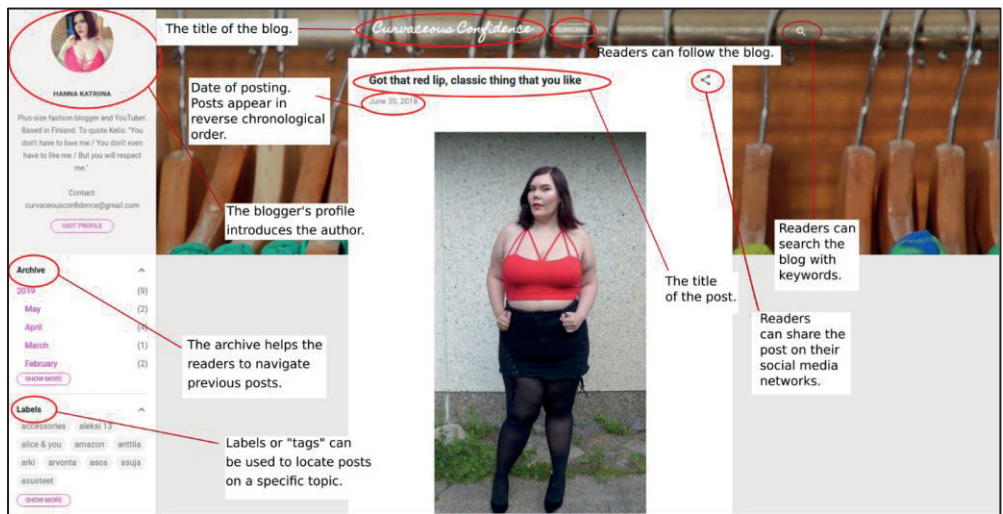 The title of the blog.
Curvaceous Confidence
SUBSCRIBE
Readers can follow the blog.
HANNA KATRIINA
Plus-size fashion blogger and YouTuber.
Based in Finland. To quote Kelis: "You
don't have to love me / You don't even
have to like me / But you will respect
me."
Contact:
curvaceousconfidence@gmail.com
VISIT PROFILE
Date of posting.
Posts appear in
reverse chronological
order.
Got that red lip, classic thing that you like
June 30, 2018
The blogger's profile
introduces the author.
Readers can
search the
blog with
keywords.
The title
of the post.
Readers
can share the
post on their
social media
networks.
Archive
2019 (9)
May (2)
April (4)
March (1)
February (2)
SHOW MORE
The archive helps the
readers to navigate
previous posts.
Labels
accessories aleksi 13
alice & you amazon anttila
arki arvonta asos asuja
asusteet
SHOW MORE
Labels or "tags" can
be used to locate posts
on a specific topic.